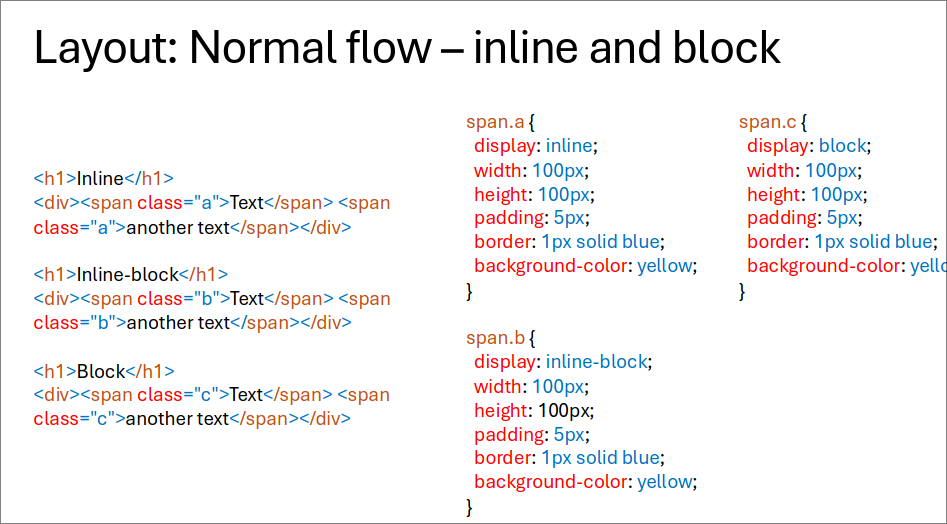 Layout: Normal flow – inline and block
<h1>Inline</h1>
<div><span class="a">Text</span> <span
class="a">another text</span></div>
<h1>Inline-block</h1>
<div><span class="b">Text</span> <span
class="b">another text</span></div>
<h1>Block</h1>
<div><span class="c">Text</span> <span
class="c">another text</span></div>
span.a {
display: inline;
width: 100px;
height: 100px;
padding: 5px;
border: 1px solid blue;
background-color: yellow;
}
span.b {
display: inline-block;
width: 100px;
height: 100px;
padding: 5px;
border: 1px solid blue;
background-color: yellow;
}
span.c {
display: block;
width: 100px;
height: 100px;
padding: 5px;
border: 1px solid blue;
background-color:
}